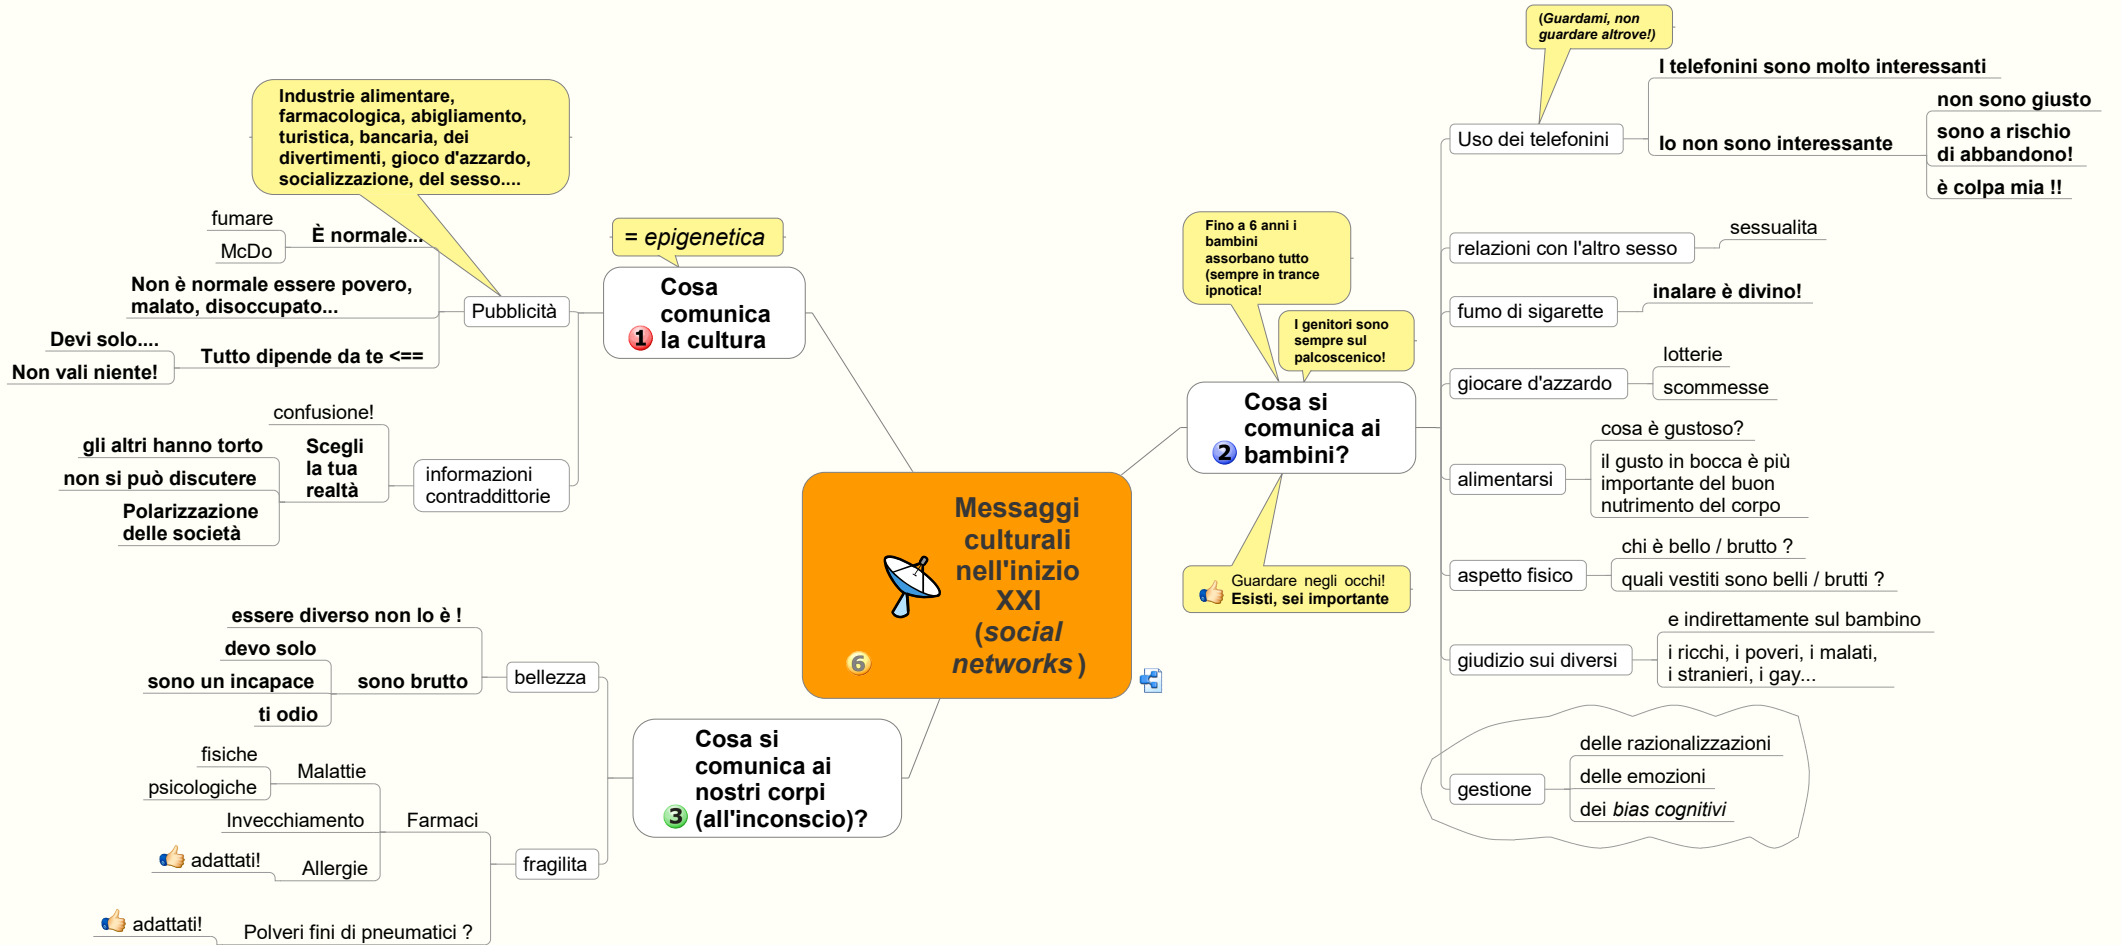 Messaggi
culturali
nell'inizio
XXI
(social
networks)
6
= epigenetica
Cosa
comunica
1 la cultura
Industrie alimentare,
farmacologica, abigliamento,
turistica, bancaria, dei
divertimenti, gioco d'azzardo,
socializzazione, del sesso....
Pubblicità
È normale...
fumare
McDo
Non è normale essere povero,
malato, disoccupato...
Tutto dipende da te <==
Devi solo....
Non vali niente!
informazioni
contraddittorie
confusione!
Scegli
la tua
realtà
gli altri hanno torto
non si può discutere
Polarizzazione
delle società
Fino a 6 anni i
bambini
assorbano tutto
(sempre in trance
ipnotica!
I genitori sono
sempre sul
palcoscenico!
Cosa si
comunica ai
2 bambini?
Guardare negli occhi!
Esisti, sei importante
(Guardami, non
guardare altrove!)
Uso dei telefonini
I telefonini sono molto interessanti
Io non sono interessante
non sono giusto
sono a rischio
di abbandono!
è colpa mia !!
relazioni con l'altro sesso
sessualita
fumo di sigarette
inalare è divino!
giocare d'azzardo
lotterie
scommesse
alimentarsi
cosa è gustoso?
il gusto in bocca è più
importante del buon
nutrimento del corpo
aspetto fisico
chi è bello / brutto ?
quali vestiti sono belli / brutti ?
giudizio sui diversi
e indirettamente sul bambino
i ricchi, i poveri, i malati,
i stranieri, i gay...
gestione
delle razionalizzazioni
delle emozioni
dei bias cognitivi
Cosa si
comunica ai
nostri corpi
3 (all'inconscio)?
bellezza
essere diverso non lo è !
sono brutto
devo solo
sono un incapace
ti odio
fragilita
Farmaci
Malattie
fisiche
psicologiche
Invecchiamento
Allergie
adattati!
Polveri fini di pneumatici ?
adattati!